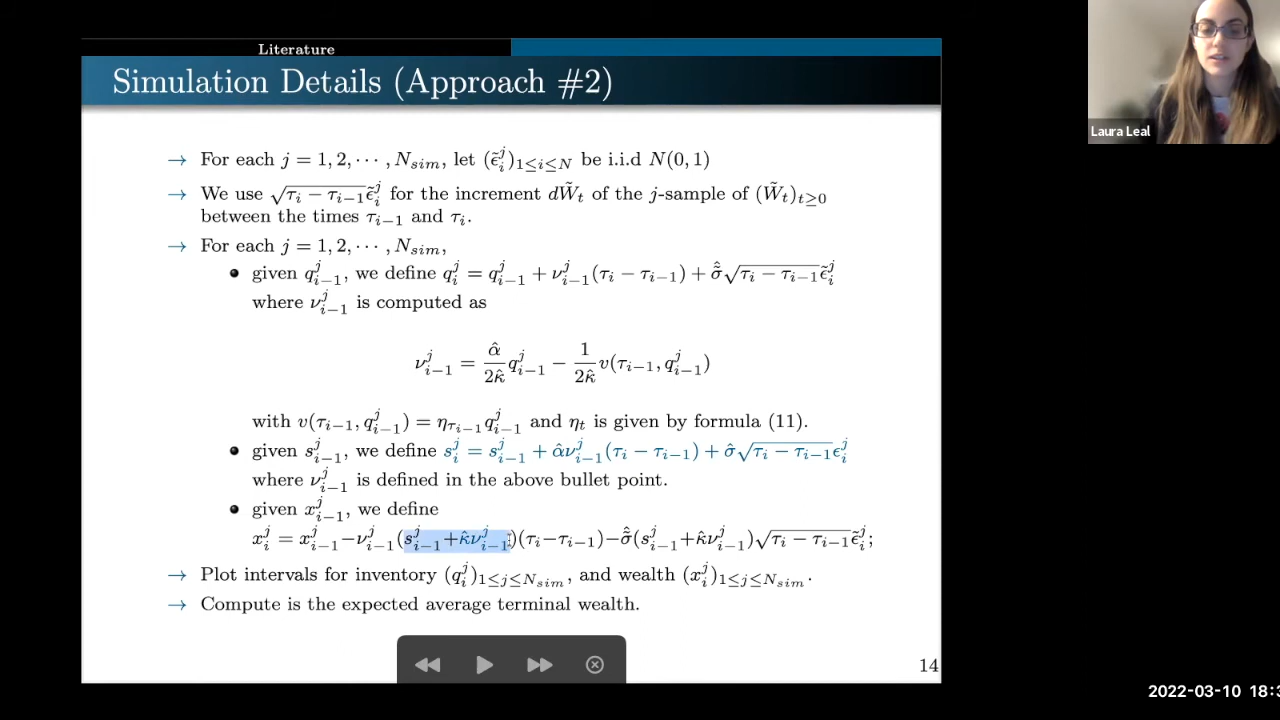 Literature
Simulation Details (Approach #2)
→ For each j = 1, 2, ⋯ , N_{sim}, let (ε̃_i^j)_{1≤i≤N} be i.i.d N(0, 1)
→ We use √(τ_i − τ_{i−1}) ε̃_i^j for the increment dW̃_t of the j-sample of (W̃_t)_{t≥0}
between the times τ_{i−1} and τ_i.
→ For each j = 1, 2, ⋯ , N_{sim},
● given q_{i−1}^j, we define q_i^j = q_{i−1}^j + ν_{i−1}^j(τ_i − τ_{i−1}) + σ̃̂√(τ_i − τ_{i−1}) ε̃_i^j
where ν_{i−1}^j is computed as
ν_{i−1}^j = α̂/2κ̂ q_{i−1}^j − 1/2κ̂ v(τ_{i−1}, q_{i−1}^j)
with v(τ_{i−1}, q_{i−1}^j) = η_{τ_{i−1}} q_{i−1}^j and η_t is given by formula (11).
● given s_{i−1}^j, we define s_i^j = s_{i−1}^j + α̂ν_{i−1}^j(τ_i − τ_{i−1}) + σ̂√(τ_i − τ_{i−1}) ε_i^j
where ν_{i−1}^j is defined in the above bullet point.
● given x_{i−1}^j, we define
x_i^j = x_{i−1}^j−ν_{i−1}^j(s_{i−1}^j+κ̂ν_{i−1}^j)(τ_i−τ_{i−1})−σ̃̂(s_{i−1}^j+κ̂ν_{i−1}^j)√(τ_i − τ_{i−1}) ε̃_i^j;
→ Plot intervals for inventory (q_i^j)_{1≤j≤N_{sim}}, and wealth (x_i^j)_{1≤j≤N_{sim}}.
→ Compute is the expected average terminal wealth.
14
Laura Leal
2022-03-10 18:3